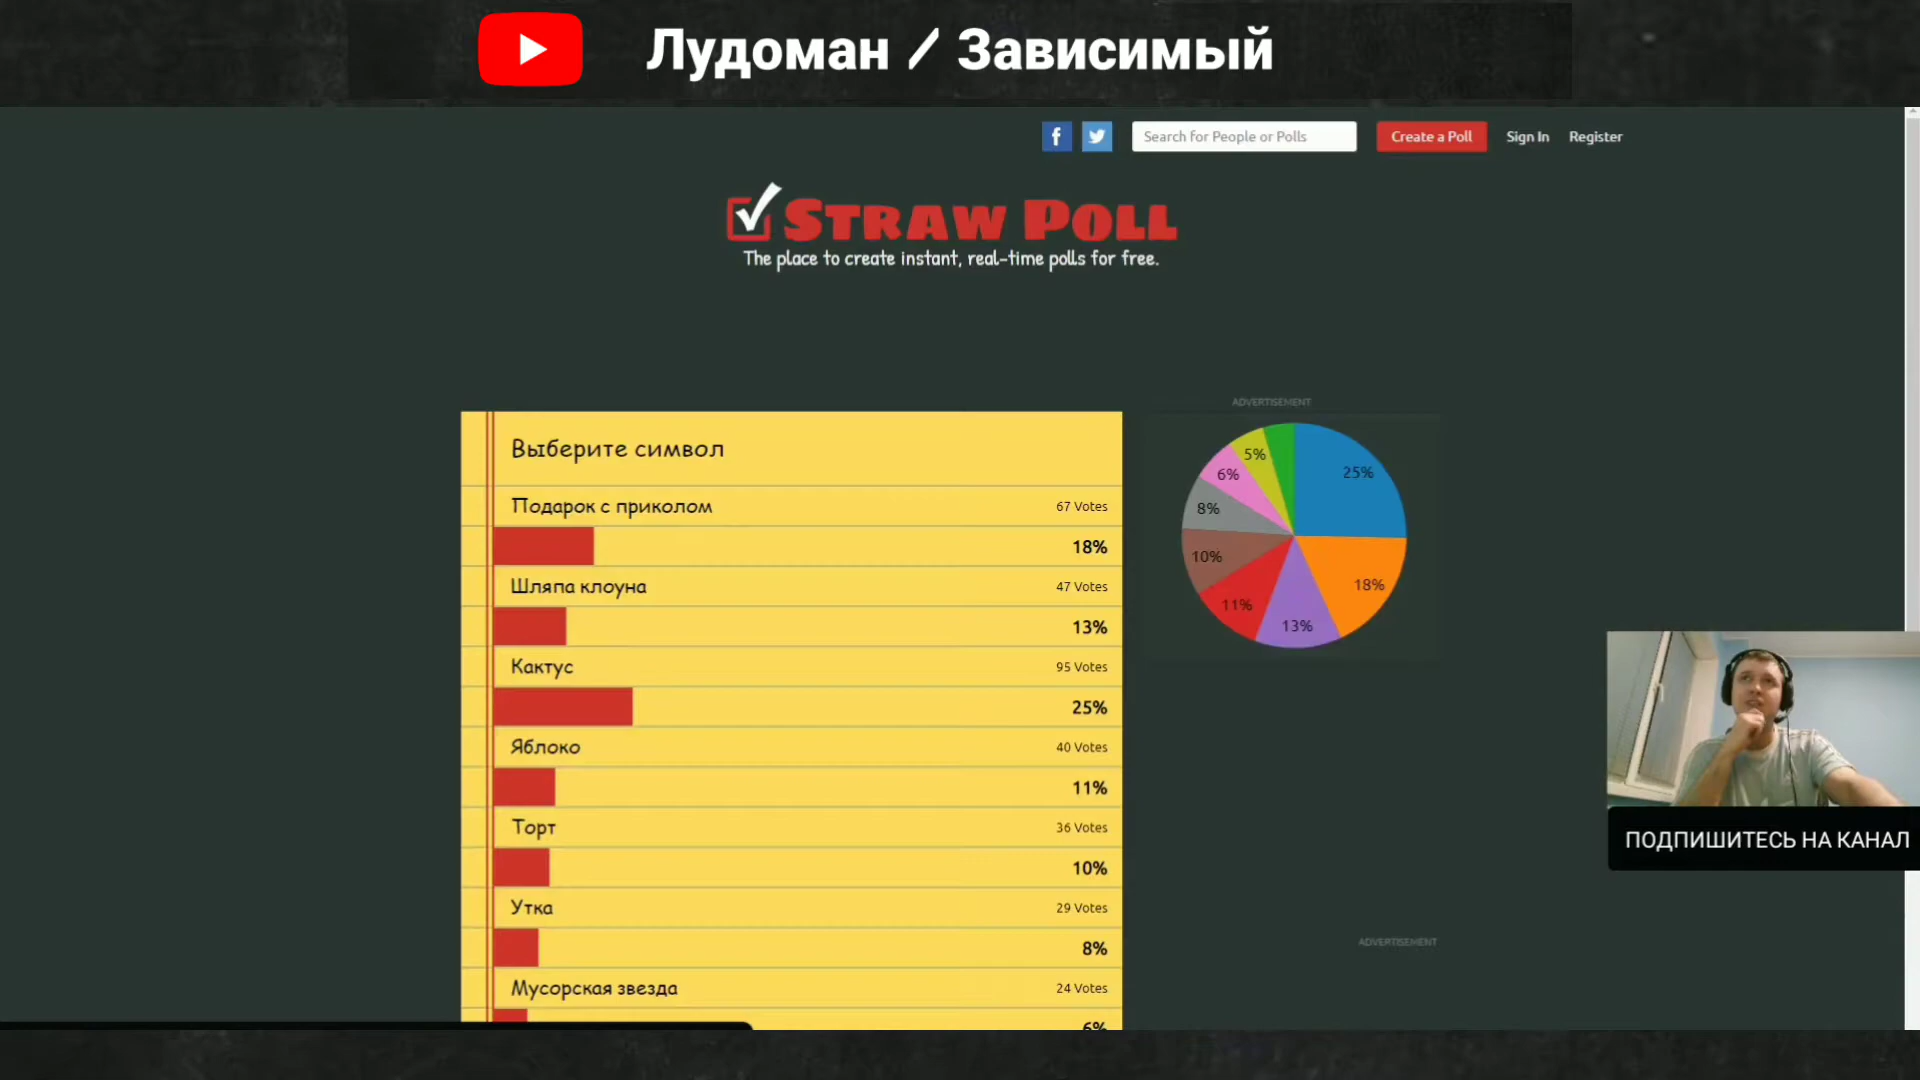 Лудоман / Зависимый
Search for People or Polls
Create a Poll
Sign In
Register
STRAW POLL
The place to create instant, real-time polls for free.
ADVERTISEMENT
Выберите символ
Подарок с приколом
67 Votes
18%
Шляпа клоуна
47 Votes
13%
Кактус
95 Votes
25%
Яблоко
40 Votes
11%
Торт
36 Votes
10%
Утка
29 Votes
8%
Мусорская звезда
24 Votes
6%
25%
18%
13%
11%
10%
8%
6%
5%
ПОДПИШИТЕСЬ НА КАНАЛ
ADVERTISEMENT